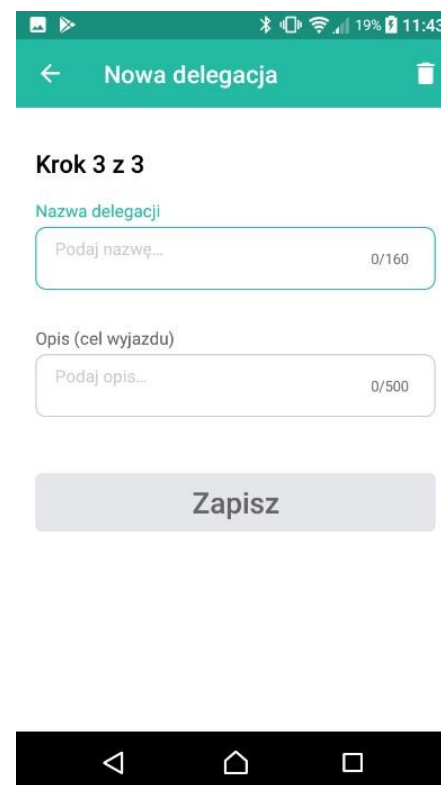 19% 11:43
Nowa delegacja
Krok 3 z 3
Nazwa delegacji
Podaj nazwę... 0/160
Opis (cel wyjazdu)
Podaj opis... 0/500
Zapisz